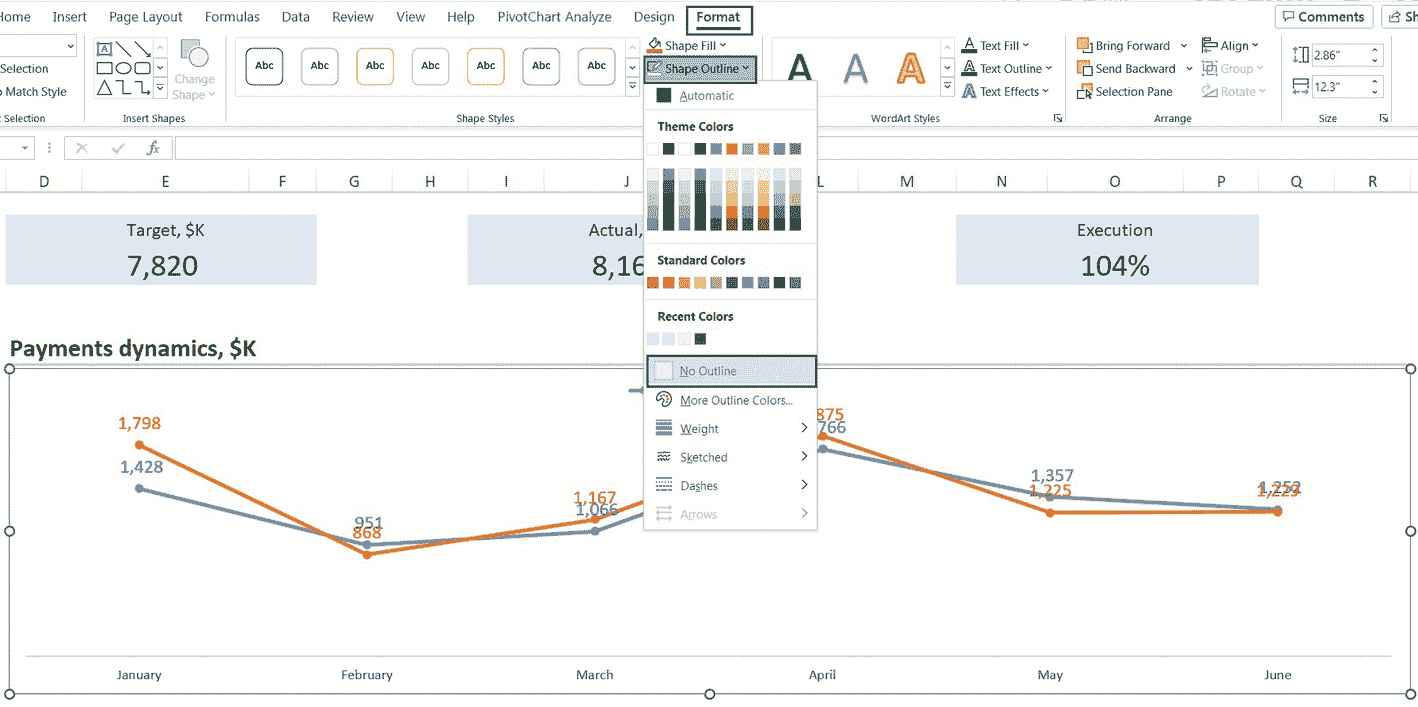 Home Insert Page Layout Formulas Data Review View Help PivotChart Analyze Design Format Comments Sh
Selection
Match Style
Selection
Change
Shape
Insert Shapes
Abc Abc Abc Abc Abc Abc Abc
Shape Styles
Shape Fill
Shape Outline
A A A
Text Fill
Text Outline
Text Effects
WordArt Styles
Bring Forward
Send Backward
Selection Pane
Align
Group
Rotate
Arrange
2.86"
12.3"
Size
Automatic
Theme Colors
Standard Colors
Recent Colors
No Outline
More Outline Colors...
Weight
Sketched
Dashes
Arrows
fx
D E F G H I J L M N O P Q R
Target, $K
7,820
Actual,
8,16
Execution
104%
Payments dynamics, $K
1,798
1,428
951
868
1,167
1,066
875
766
1,357
1,225
1,229
January February March April May June